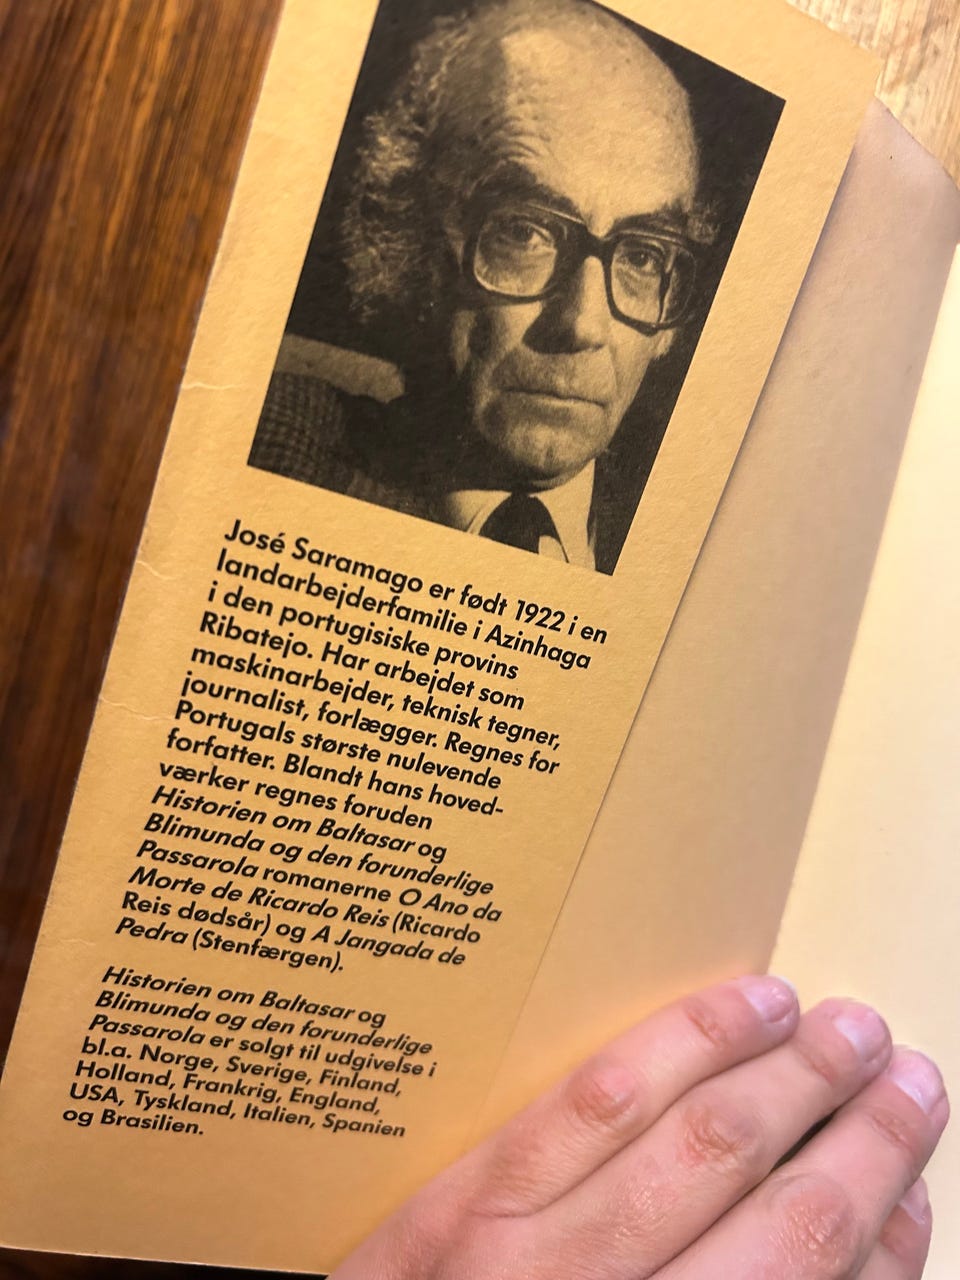 José Saramago er født 1922 i en
landarbejderfamilie i Azinhaga
i den portugisiske provins
Ribatejo. Har arbejdet som
maskinarbejder, teknisk tegner,
journalist, forlægger. Regnes for
Portugals største nulevende
forfatter. Blandt hans hoved-
værker regnes foruden
Historien om Baltasar og
Blimunda og den forunderlige
Passarola romanerne O Ano da
Morte de Ricardo Reis (Ricardo
Reis dødsår) og A Jangada de
Pedra (Stenfærgen).
Historien om Baltasar og
Blimunda og den forunderlige
Passarola er solgt til udgivelse i
bl.a. Norge, Sverige, Finland,
Holland, Frankrig, England,
USA, Tyskland, Italien, Spanien
og Brasilien.